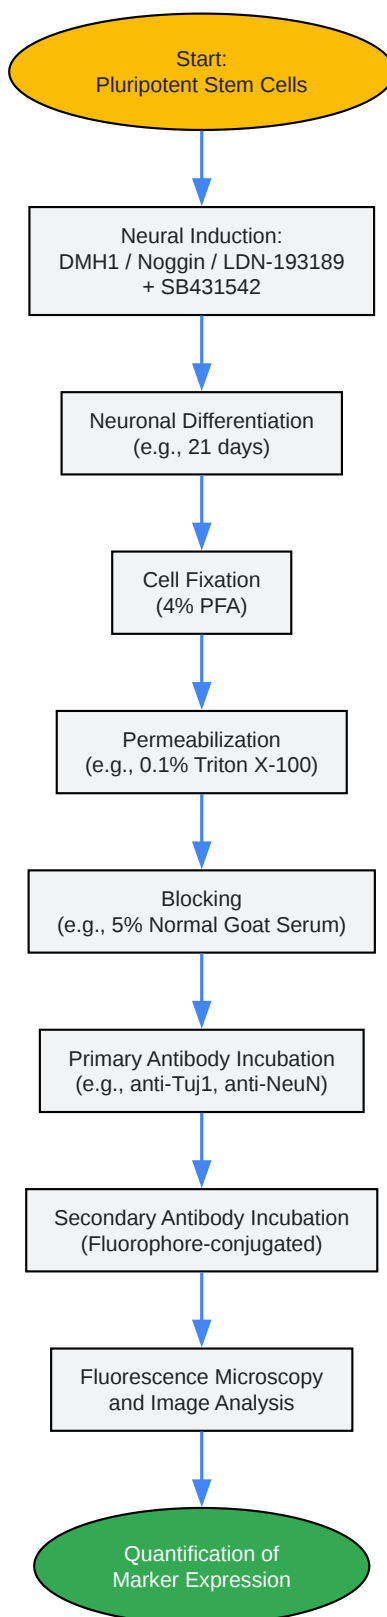 Start:
Pluripotent Stem Cells
Neural Induction:
DMH1 / Noggin / LDN-193189
+ SB431542
Neuronal Differentiation
(e.g., 21 days)
Cell Fixation
(4% PFA)
Permeabilization
(e.g., 0.1% Triton X-100)
Blocking
(e.g., 5% Normal Goat Serum)
Primary Antibody Incubation
(e.g., anti-Tuj1, anti-NeuN)
Secondary Antibody Incubation
(Fluorophore-conjugated)
Fluorescence Microscopy
and Image Analysis
Quantification of
Marker Expression